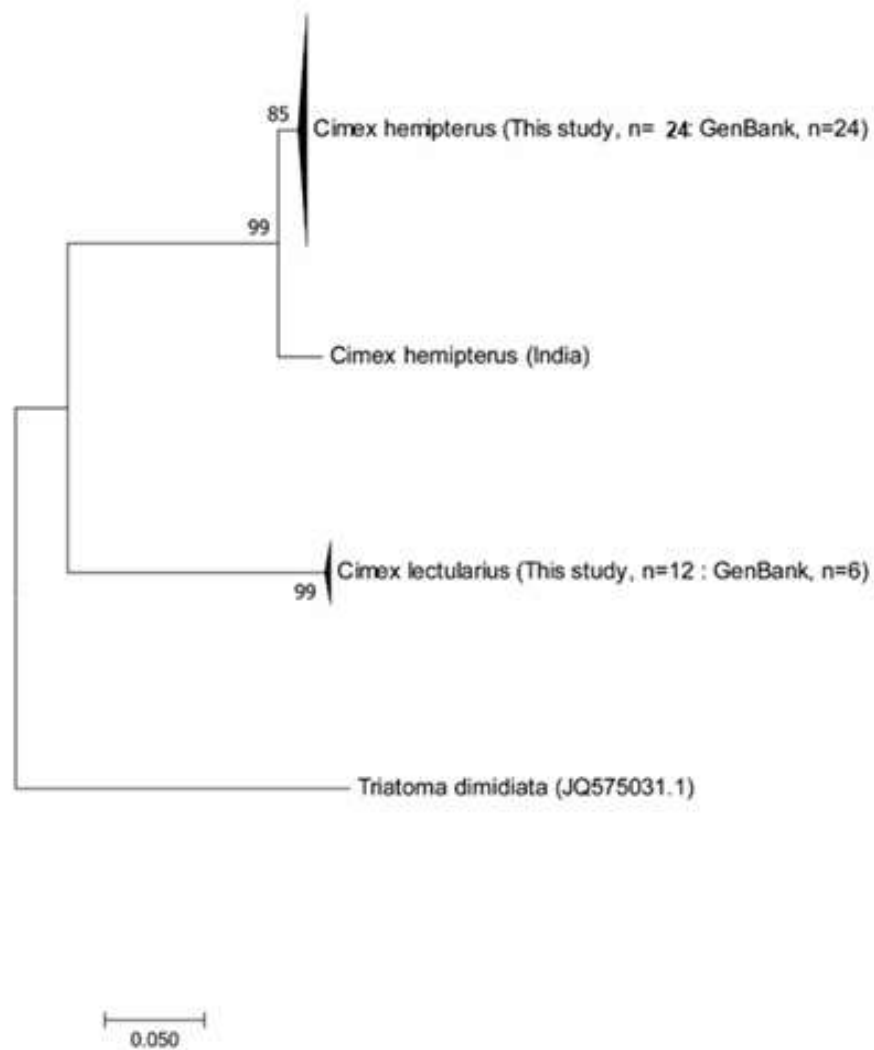 85
Cimex hemipterus (This study, n= 24: GenBank, n=24)
99
Cimex hemipterus (India)
Cimex lectularius (This study, n=12 : GenBank, n=6)
99
Triatoma dimidiata (JQ575031.1)
0.050